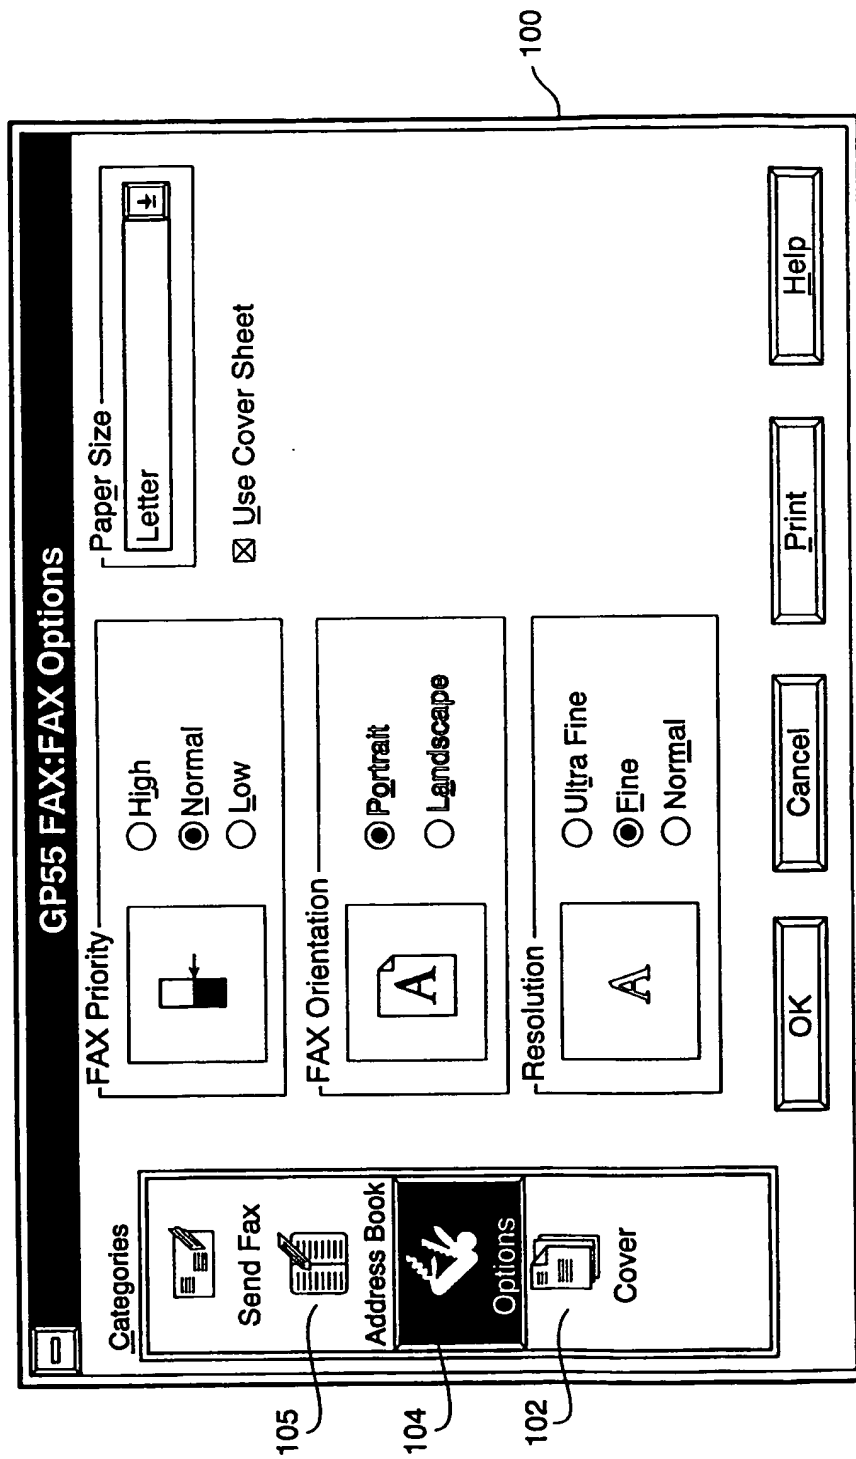 GP55 FAX:FAX Options
Categories
Send Fax
Address Book
Options
Cover
FAX Priority
High
Normal
Low
FAX Orientation
A
Portrait
Landscape
Resolution
A
Ultra Fine
Fine
Normal
Paper Size
Letter
Use Cover Sheet
OK
Cancel
Print
Help
100
105
104
102